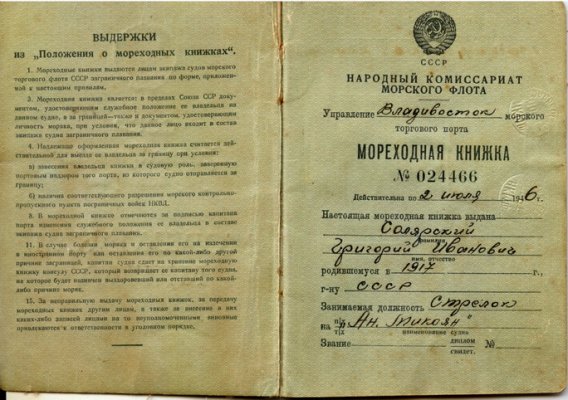 ВЫДЕРЖКИ
из „Положения о мореходных книжках“.
1. Мореходные книжки выдаются лицам экипажа судов морского
торгового флота СССР заграничного плавания по форме, приложенной
к настоящим правилам.
3. Мореходная книжка является: в пределах Союза ССР доку-
ментом, удостоверяющим служебное положение ее владельца на
данном судне, а за границей—также и документом, удостоверяющим
личность моряка, при условии, что данное лицо входит в состав
экипажа судна заграничного плавания.
4. Надлежаще оформленная мореходная книжка считается дей-
ствительной для выезда ее владельца за границу при условии:
а) занесения владельца книжки в судовую роль, заверенную
торговым надзором того порта, из которого судно отправляется за
границу;
б) наличия соответствующего разрешения морского контрольно-
пропускного пункта пограничных войск НКВД.
8. В мореходной книжке отмечаются за подписью капитана
порта изменения служебного положения ее владельца в составе
экипажа судна заграничного плавания.
11. В случае болезни моряка и оставления его на излечении
в иностранном порту или оставления его по какой-либо другой
причине заграницей, капитан судна сдает на хранение мореходную
книжку консулу СССР, который возвращает ее капитану того судна,
на которое будет назначен выздоровевший или отставший по какой-
либо причине моряк.
15. За неправильную выдачу мореходных книжек, за передачу
мореходных книжек другим лицам, а также за внесение в них
каких-либо записей лицами на то неуполномоченными виновные
привлекаются к ответственности в уголовном порядке.
СССР
НАРОДНЫЙ КОМИССАРИАТ
МОРСКОГО ФЛОТА
Управление Владивосток морского
торгового порта
МОРЕХОДНАЯ КНИЖКА
№ 024466
Действительна по 2 июля 1946 г.
Настоящая мореходная книжка выдана
Солярский
фамилия
Григорий Иванович
имя, отчество
родившемуся в 1917 г.,
г-ну СССР
Занимаемая должность Стрелок
на п/х т/х „Ан. Микоян"
наименование судна
Звание диплом свидет. №